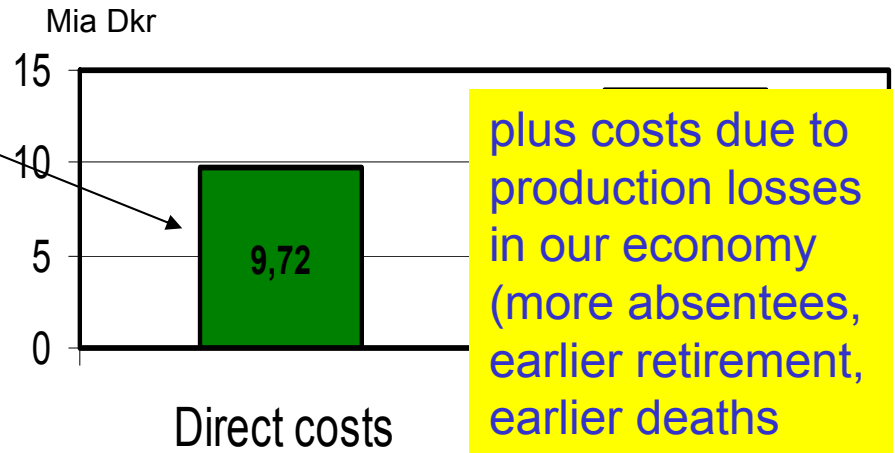 Mia Dkr
15
10
5
0
9,72
Direct costs
plus costs due to
production losses
in our economy
(more absentees,
earlier retirement,
earlier deaths